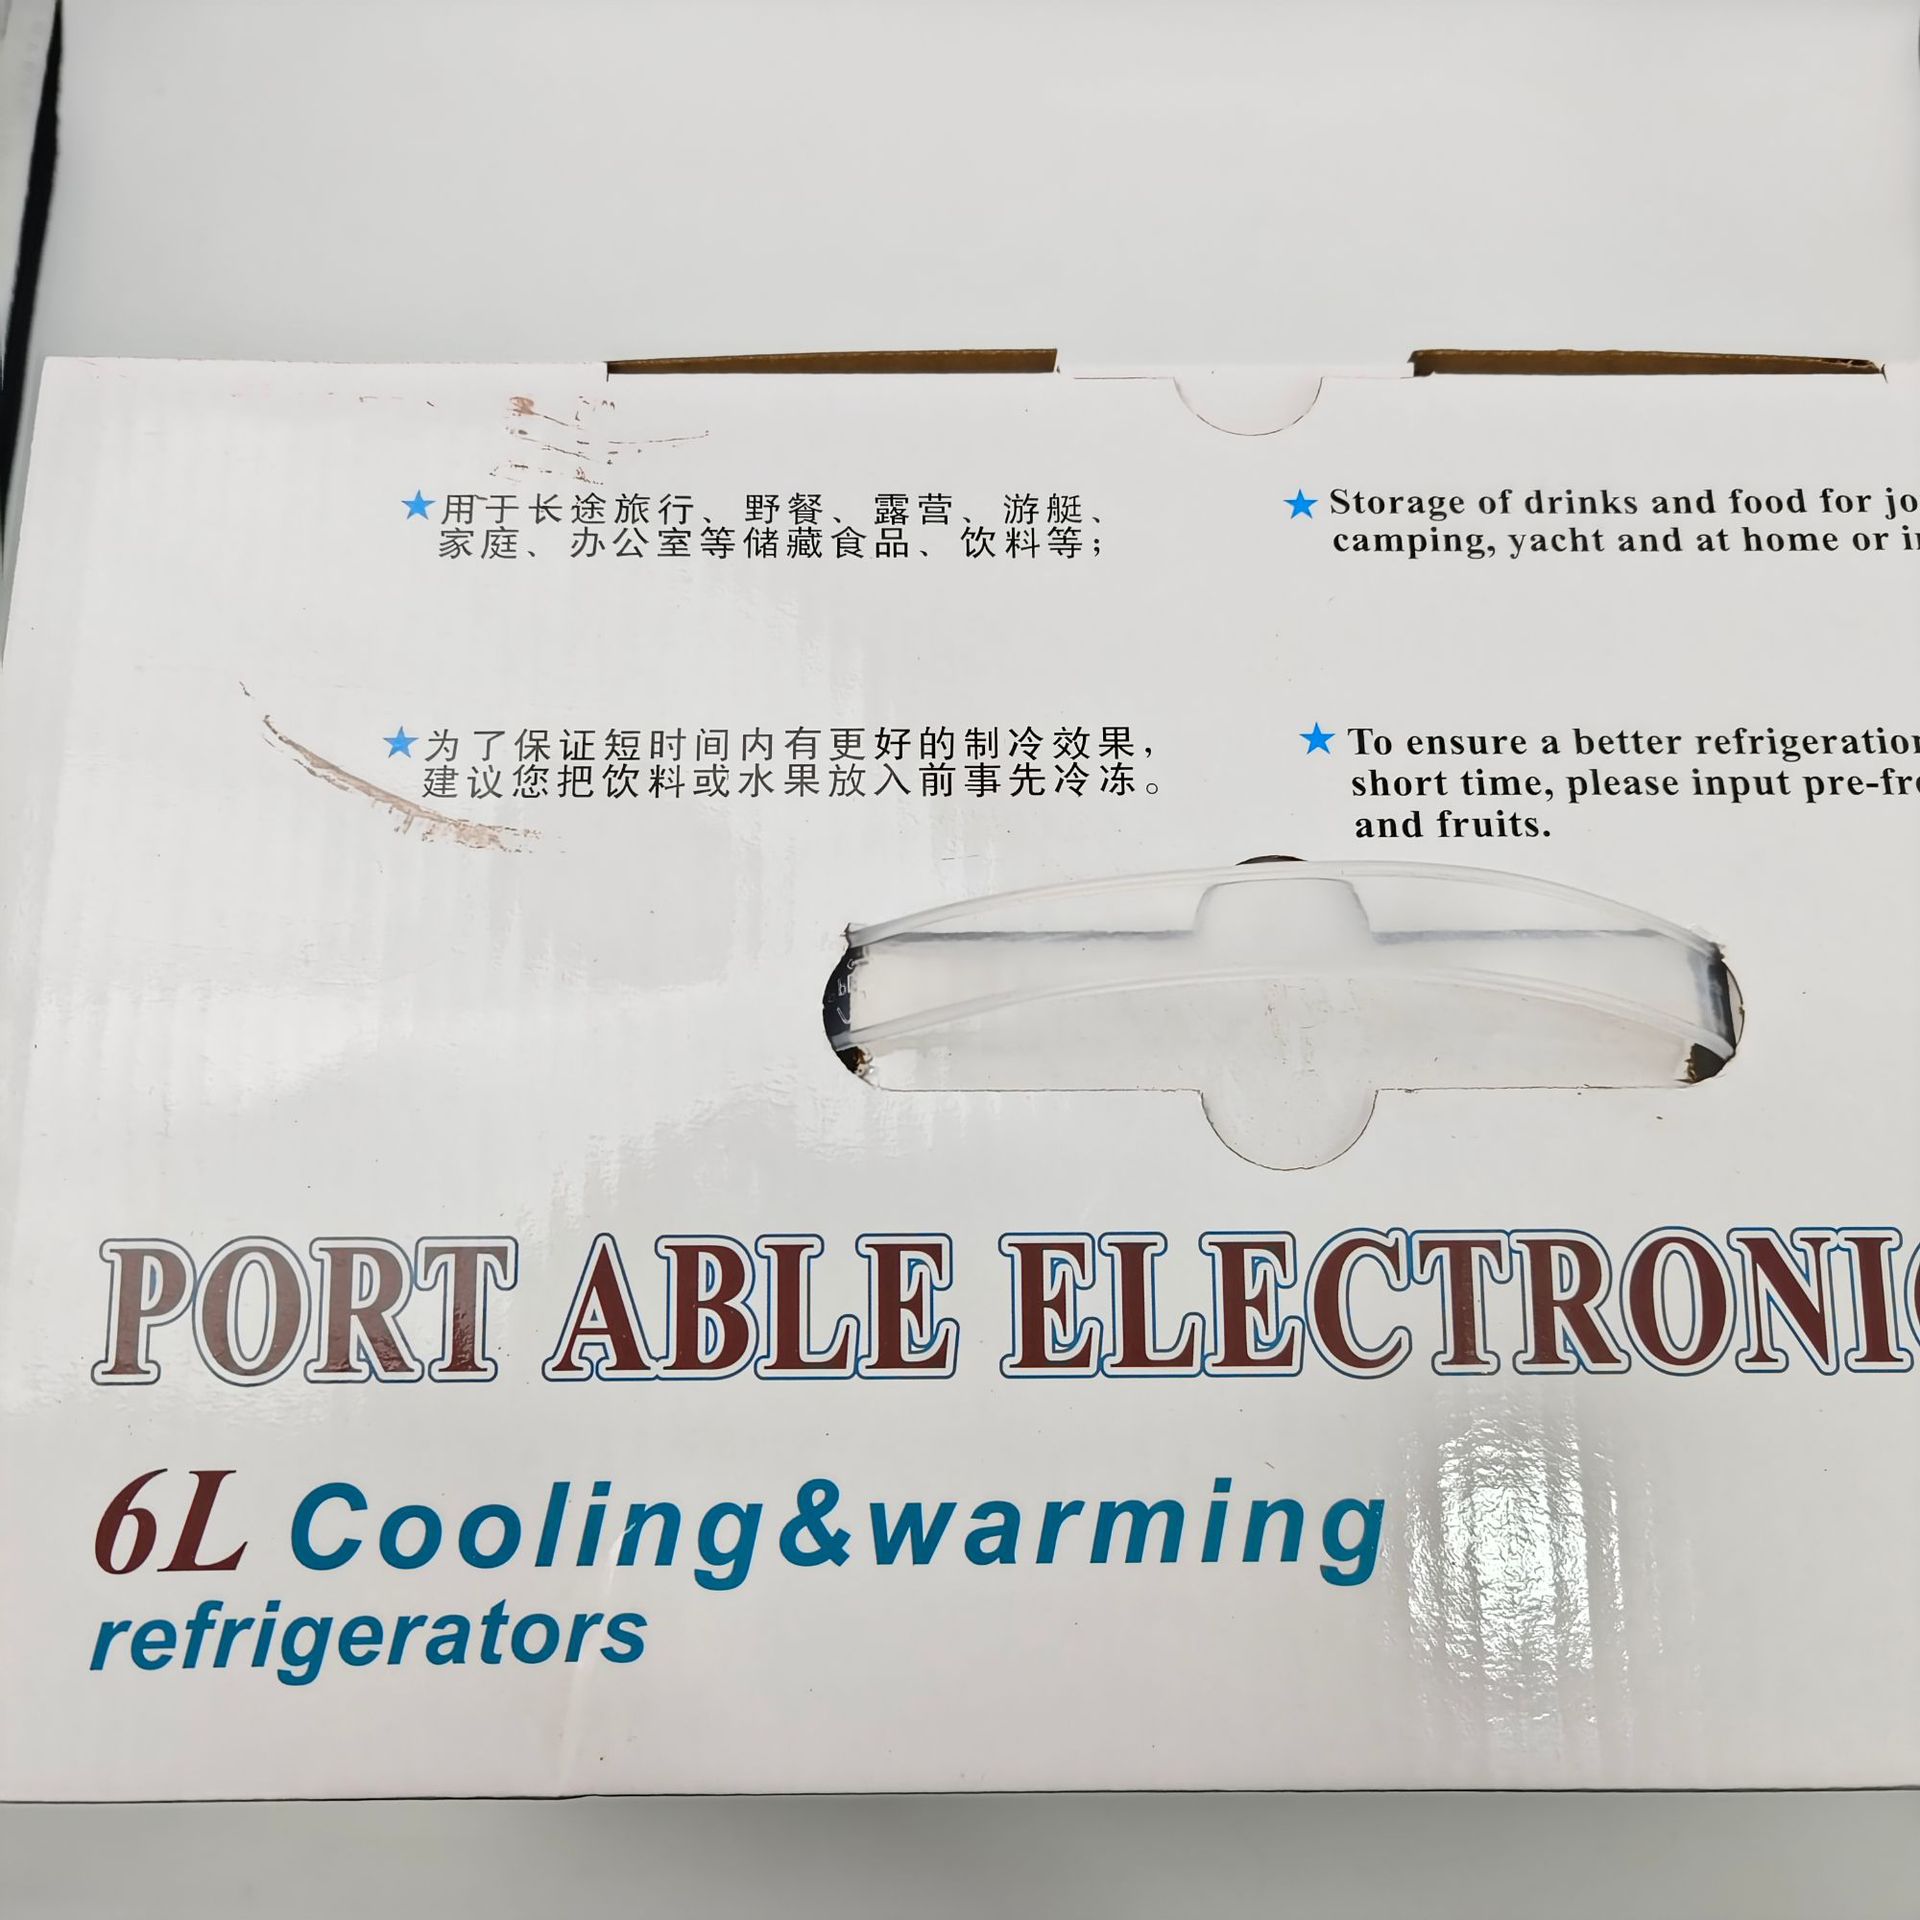 ★用于长途旅行、野餐、露营、游艇、
家庭、办公室等储藏食品、饮料等；
★为了保证短时间内有更好的制冷效果，
建议您把饮料或水果放入前事先冷冻。
★ Storage of drinks and food for
camping, yacht and at home or
★ To ensure a better refrigeration
short time, please input
and fruits.
PORT ABLE ELECTRONIC
6L Cooling&warming
refrigerators